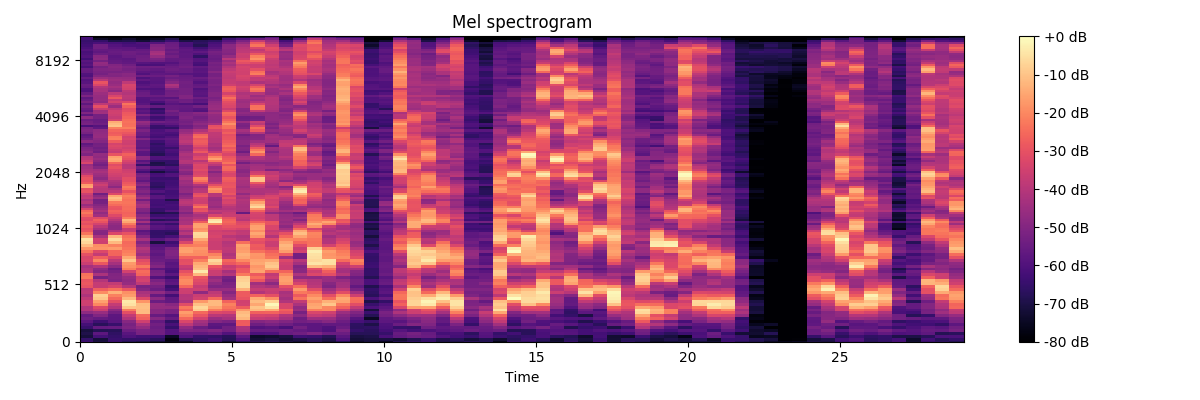 Mel spectrogram
Hz
8192
4096
2048
1024
512
0
0 5 10 15 20 25
Time
+0 dB
-10 dB
-20 dB
-30 dB
-40 dB
-50 dB
-60 dB
-70 dB
-80 dB